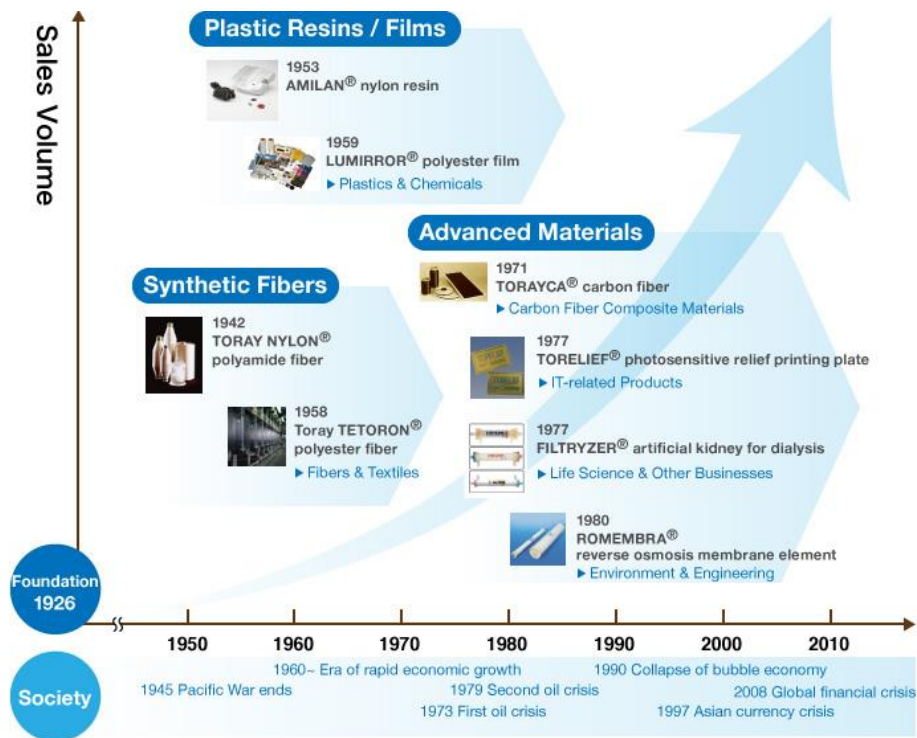 Sales Volume
Plastic Resins / Films
1953
AMILAN® nylon resin
1959
LUMIRROR® polyester film
▶ Plastics & Chemicals
Advanced Materials
1971
TORAYCA® carbon fiber
▶ Carbon Fiber Composite Materials
1977
TORELIEF® photosensitive relief printing plate
▶ IT-related Products
1977
FILTRYZER® artificial kidney for dialysis
▶ Life Science & Other Businesses
1980
ROMEMBRA®
reverse osmosis membrane element
▶ Environment & Engineering
Synthetic Fibers
1942
TORAY NYLON®
polyamide fiber
1958
Toray TETORON®
polyester fiber
▶ Fibers & Textiles
Foundation
1926
1950 1960 1970 1980 1990 2000 2010
Society
1960~ Era of rapid economic growth
1990 Collapse of bubble economy
1945 Pacific War ends
1979 Second oil crisis
2008 Global financial crisis
1973 First oil crisis
1997 Asian currency crisis